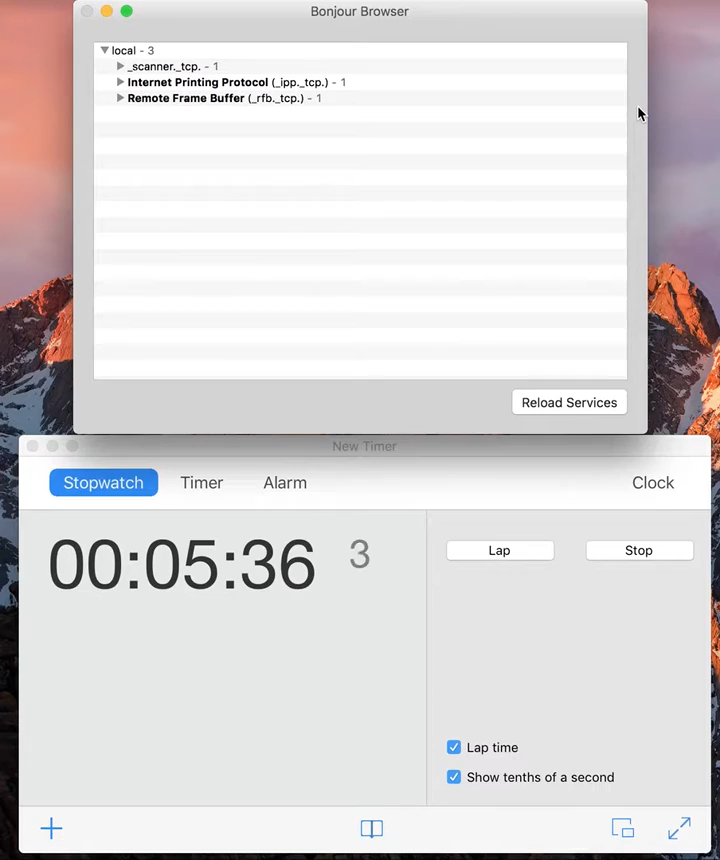 Bonjour Browser
local - 3
_scanner._tcp. - 1
Internet Printing Protocol (_ipp._tcp.) - 1
Remote Frame Buffer (_rfb._tcp.) - 1
Reload Services
New Timer
Stopwatch Timer Alarm Clock
00:05:36 3
Lap Stop
Lap time
Show tenths of a second